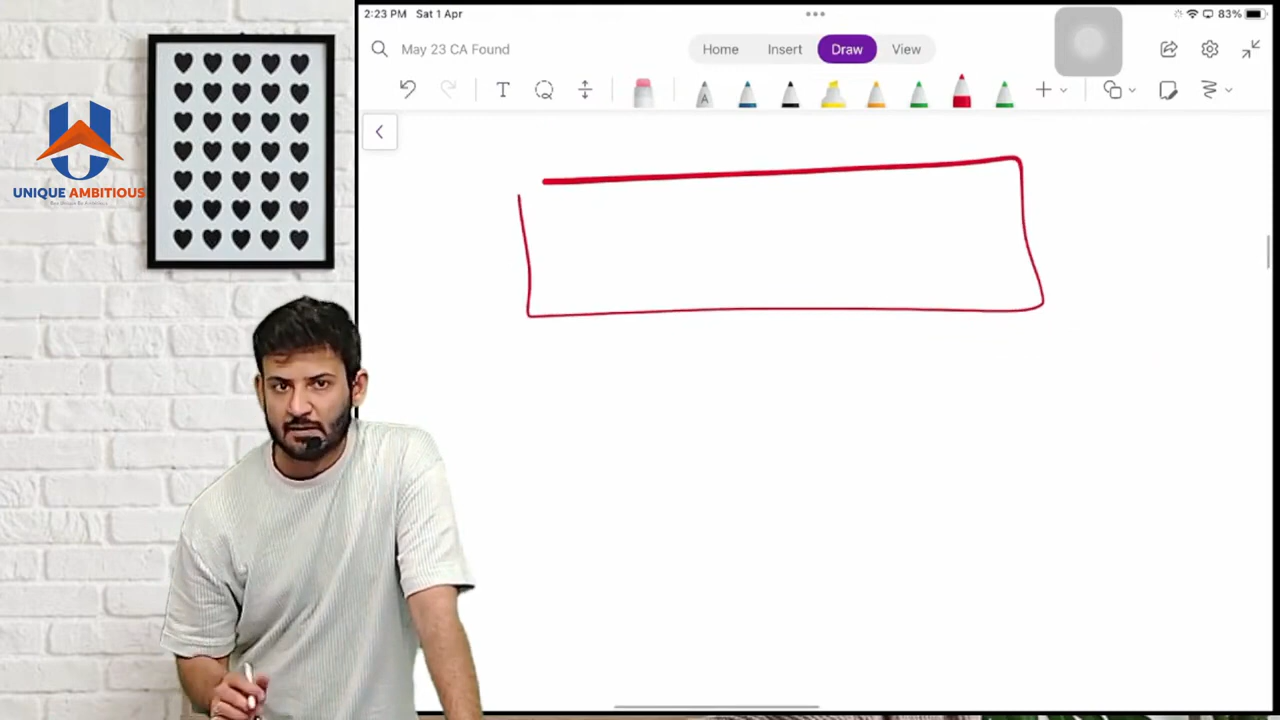 2:23 PM Sat 1 Apr
83%
May 23 CA Found
Home Insert Draw View
T
A
UNIQUE AMBITIOUS